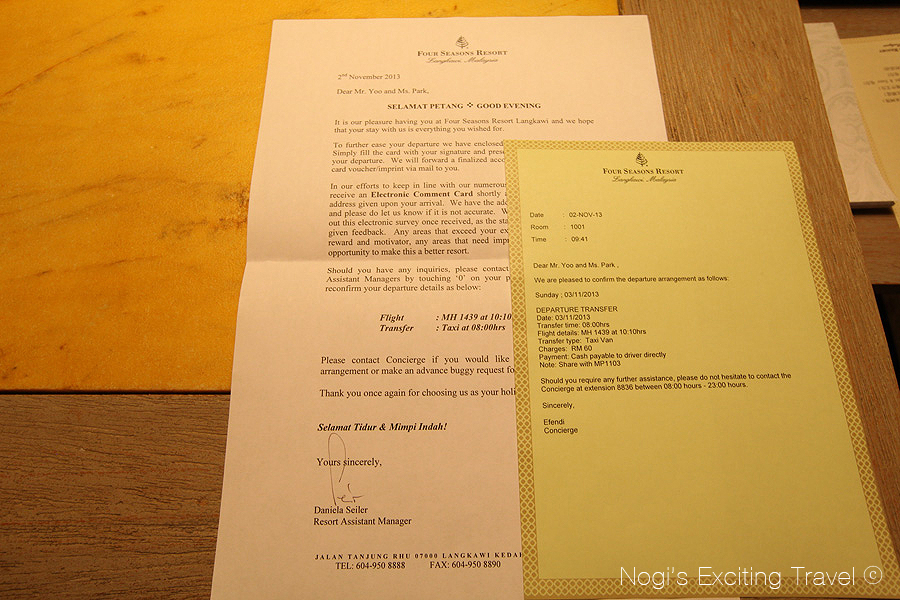 FOUR SEASONS RESORT
Langkawi, Malaysia
2nd November 2013
Dear Mr. Yoo and Ms. Park,
SELAMAT PETANG ❖ GOOD EVENING
It is our pleasure having you at Four Seasons Resort Langkawi and we hope
that your stay with us is everything you wished for.
To further ease your departure we have enclosed
Simply fill the card with your signature and
your departure. We will forward a finalized
card voucher/imprint via mail to you.
In our efforts to keep in line with our numerous
receive an Electronic Comment Card shortly
address given upon your arrival. We have the
and please do let us know if it is not accurate.
out this electronic survey once received, as the
given feedback. Any areas that exceed your
reward and motivator, any areas that need
opportunity to make this a better resort.
Should you have any inquiries, please contact
Assistant Managers by touching '0' on your
reconfirm your departure details as below:
Flight : MH 1439 at 10:10
Transfer : Taxi at 08:00hrs
Please contact Concierge if you would like
arrangement or make an advance buggy request
Thank you once again for choosing us as your
Selamat Tidur & Mimpi Indah!
Yours sincerely,
Daniela Seiler
Resort Assistant Manager
JALAN TANJUNG RHU 07000 LANGKAWI KEDAH
TEL: 604-950 8888 FAX: 604-950 8890
FOUR SEASONS RESORT
Langkawi, Malaysia
Date : 02-NOV-13
Room : 1001
Time : 09:41
Dear Mr. Yoo and Ms. Park ,
We are pleased to confirm the departure arrangement as follows:
Sunday ; 03/11/2013
DEPARTURE TRANSFER
Date: 03/11/2013
Transfer time: 08:00hrs
Flight details: MH 1439 at 10:10hrs
Transfer type: Taxi Van
Charges: RM 60
Payment: Cash payable to driver directly
Note: Share with MP1103
Should you require any further assistance, please do not hesitate to contact the
Concierge at extension 8836 between 08:00 hours - 23:00 hours.
Sincerely,
Efendi
Concierge
Nogi's Exciting Travel ©